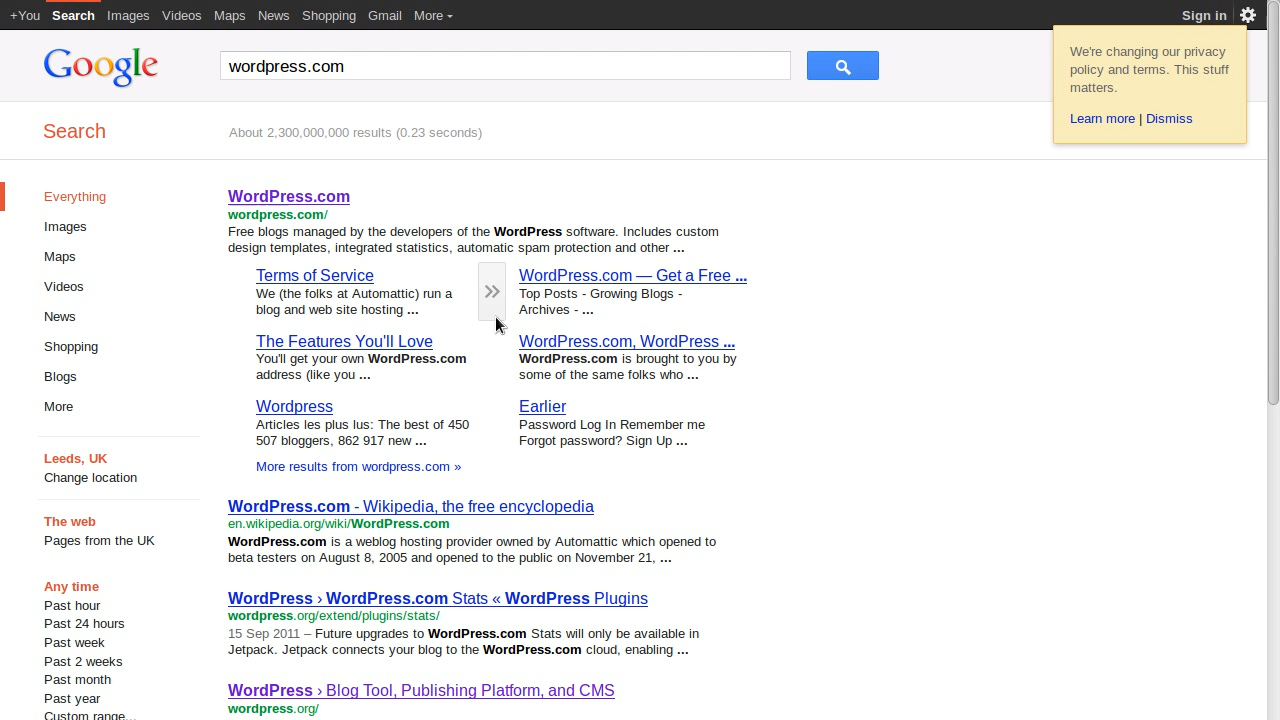 +You Search Images Videos Maps News Shopping Gmail More
Sign in
Google
wordpress.com
We're changing our privacy
policy and terms. This stuff
matters.
Learn more | Dismiss
Search
About 2,300,000,000 results (0.23 seconds)
Everything
Images
Maps
Videos
News
Shopping
Blogs
More
Leeds, UK
Change location
The web
Pages from the UK
Any time
Past hour
Past 24 hours
Past week
Past 2 weeks
Past month
Past year
Custom range...
WordPress.com
wordpress.com/
Free blogs managed by the developers of the WordPress software. Includes custom
design templates, integrated statistics, automatic spam protection and other ...
Terms of Service
We (the folks at Automattic) run a
blog and web site hosting ...
The Features You'll Love
You'll get your own WordPress.com
address (like you ...
Wordpress
Articles les plus lus: The best of 450
507 bloggers, 862 917 new ...
More results from wordpress.com »
WordPress.com — Get a Free ...
Top Posts - Growing Blogs -
Archives - ...
WordPress.com, WordPress ...
WordPress.com is brought to you by
some of the same folks who ...
Earlier
Password Log In Remember me
Forgot password? Sign Up ...
WordPress.com - Wikipedia, the free encyclopedia
en.wikipedia.org/wiki/WordPress.com
WordPress.com is a weblog hosting provider owned by Automattic which opened to
beta testers on August 8, 2005 and opened to the public on November 21, ...
WordPress › WordPress.com Stats « WordPress Plugins
wordpress.org/extend/plugins/stats/
15 Sep 2011 – Future upgrades to WordPress.com Stats will only be available in
Jetpack. Jetpack connects your blog to the WordPress.com cloud, enabling ...
WordPress › Blog Tool, Publishing Platform, and CMS
wordpress.org/